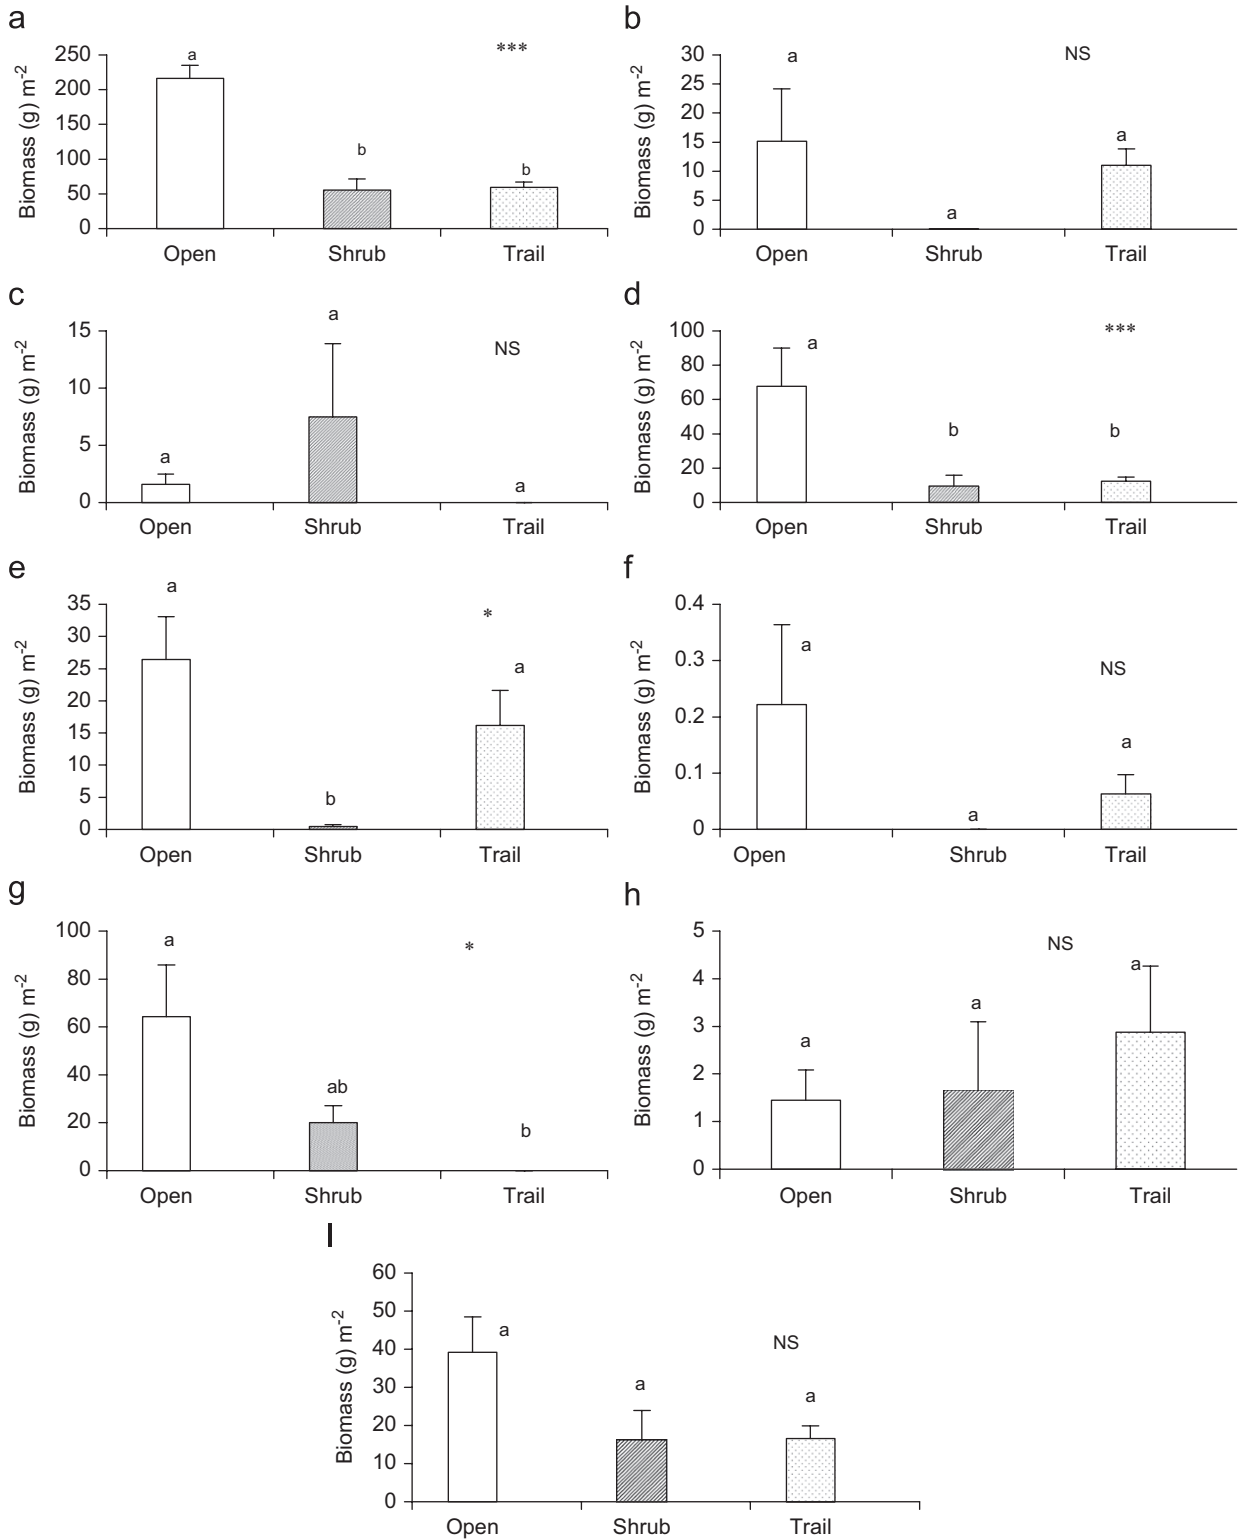 a
Biomass (g) m-2
250
200
150
100
50
0
a
b
b
***
Open Shrub Trail
b
Biomass (g) m-2
30
25
20
15
10
5
0
a
a
a
NS
Open Shrub Trail
c
Biomass (g) m-2
15
10
5
0
a
a
a
NS
Open Shrub Trail
d
Biomass (g) m-2
100
80
60
40
20
0
a
b
b
***
Open Shrub Trail
e
Biomass (g) m-2
35
30
25
20
15
10
5
0
a
b
a
*
Open Shrub Trail
f
Biomass (g) m-2
0.4
0.3
0.2
0.1
0
a
a
a
NS
Open Shrub Trail
g
Biomass (g) m-2
100
80
60
40
20
0
a
ab
b
*
Open Shrub Trail
h
Biomass (g) m-2
5
4
3
2
1
0
a
a
a
NS
Open Shrub Trail
I
Biomass (g) m-2
60
50
40
30
20
10
0
a
a
a
NS
Open Shrub Trail